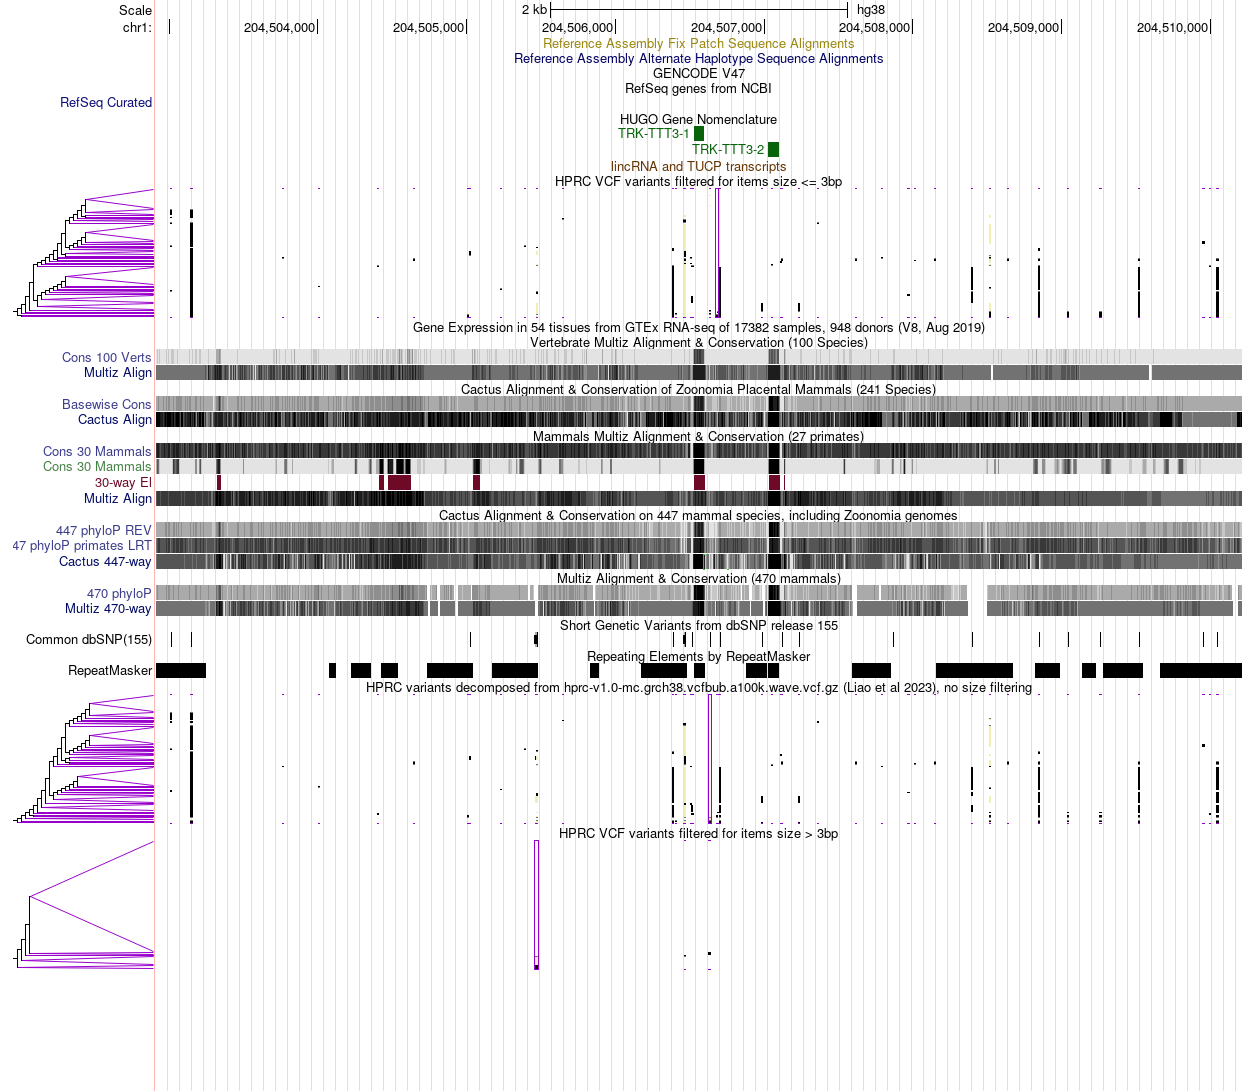 Scale 2 kb hg38
chr1: 204,504,000 204,505,000 204,506,000 204,507,000 204,508,000 204,509,000 204,510,000
Reference Assembly Fix Patch Sequence Alignments
Reference Assembly Alternate Haplotype Sequence Alignments
GENCODE V47
RefSeq genes from NCBI
RefSeq Curated
HUGO Gene Nomenclature
TRK-TTT3-1
TRK-TTT3-2
lincRNA and TUCP transcripts
HPRC VCF variants filtered for items size <= 3bp
Gene Expression in 54 tissues from GTEx RNA-seq of 17382 samples, 948 donors (V8, Aug 2019)
Vertebrate Multiz Alignment & Conservation (100 Species)
Cons 100 Verts
Multiz Align
Cactus Alignment & Conservation of Zoonomia Placental Mammals (241 Species)
Basewise Cons
Cactus Align
Mammals Multiz Alignment & Conservation (27 primates)
Cons 30 Mammals
Cons 30 Mammals
30-way El
Multiz Align
Cactus Alignment & Conservation on 447 mammal species, including Zoonomia genomes
447 phyloP REV
47 phyloP primates LRT
Cactus 447-way
Multiz Alignment & Conservation (470 mammals)
470 phyloP
Multiz 470-way
Short Genetic Variants from dbSNP release 155
Common dbSNP(155)
Repeating Elements by RepeatMasker
RepeatMasker
HPRC variants decomposed from hprc-v1.0-mc.grch38.vcfbub.a100k.wave.vcf.gz (Liao et al 2023), no size filtering
HPRC VCF variants filtered for items size > 3bp